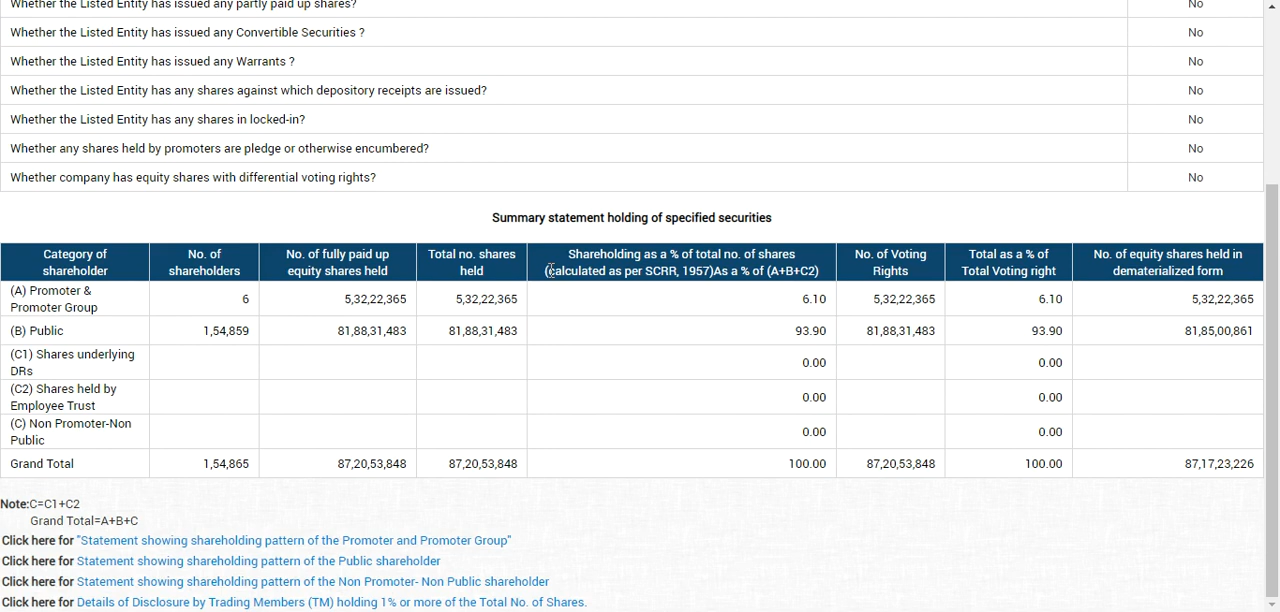 Whether the Listed Entity has issued any partly paid up shares? No
Whether the Listed Entity has issued any Convertible Securities ? No
Whether the Listed Entity has issued any Warrants ? No
Whether the Listed Entity has any shares against which depository receipts are issued? No
Whether the Listed Entity has any shares in locked-in? No
Whether any shares held by promoters are pledge or otherwise encumbered? No
Whether company has equity shares with differential voting rights? No
Summary statement holding of specified securities
Category of shareholder No. of shareholders No. of fully paid up equity shares held Total no. shares held Shareholding as a % of total no. of shares (calculated as per SCRR, 1957)As a % of (A+B+C2) No. of Voting Rights Total as a % of Total Voting right No. of equity shares held in dematerialized form
(A) Promoter & Promoter Group 6 5,32,22,365 5,32,22,365 6.10 5,32,22,365 6.10 5,32,22,365
(B) Public 1,54,859 81,88,31,483 81,88,31,483 93.90 81,88,31,483 93.90 81,85,00,861
(C1) Shares underlying DRs 0.00 0.00
(C2) Shares held by Employee Trust 0.00 0.00
(C) Non Promoter-Non Public 0.00 0.00
Grand Total 1,54,865 87,20,53,848 87,20,53,848 100.00 87,20,53,848 100.00 87,17,23,226
Note:C=C1+C2
Grand Total=A+B+C
Click here for "Statement showing shareholding pattern of the Promoter and Promoter Group"
Click here for Statement showing shareholding pattern of the Public shareholder
Click here for Statement showing shareholding pattern of the Non Promoter- Non Public shareholder
Click here for Details of Disclosure by Trading Members (TM) holding 1% or more of the Total No. of Shares.